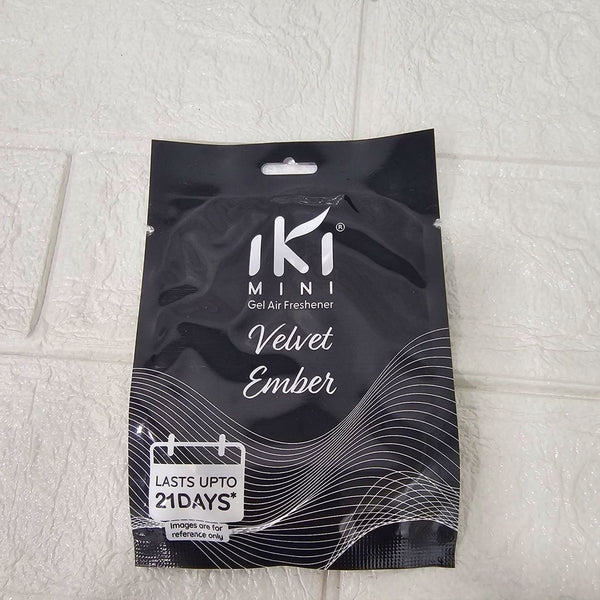 iKi®
MINI
Gel Air Freshener
Velvet
Ember
LASTS UPTO
21DAYS*
Images are for
reference only